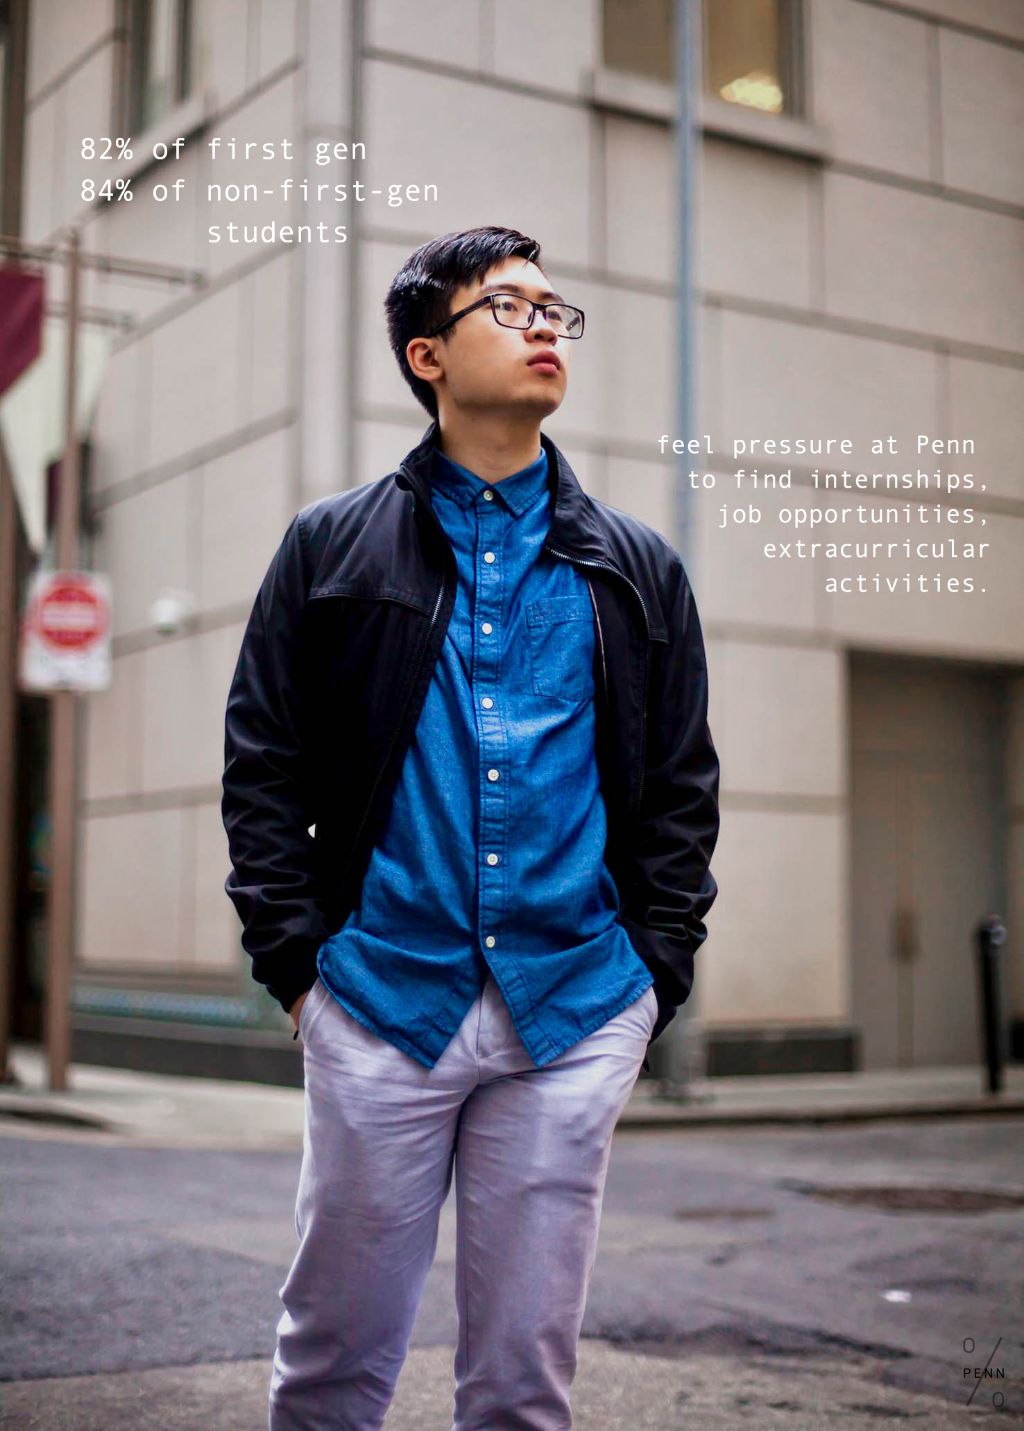 82% of first gen
84% of non-first-gen
students
feel pressure at Penn
to find internships,
job opportunities,
extracurricular
activities.
PENN